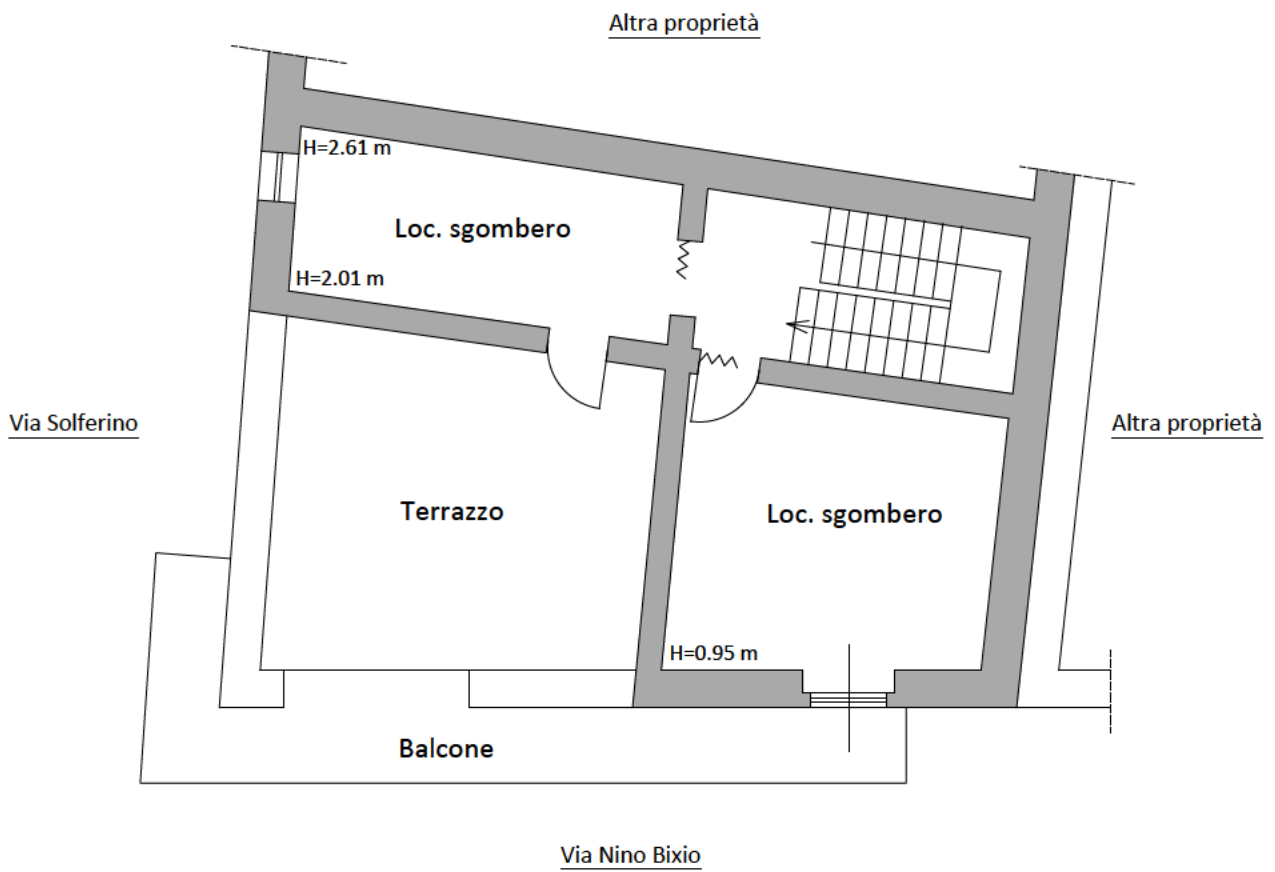 Altra proprietà
H=2.61 m
Loc. sgombero
H=2.01 m
Via Solferino
Altra proprietà
Terrazzo
Loc. sgombero
H=0.95 m
Balcone
Via Nino Bixio